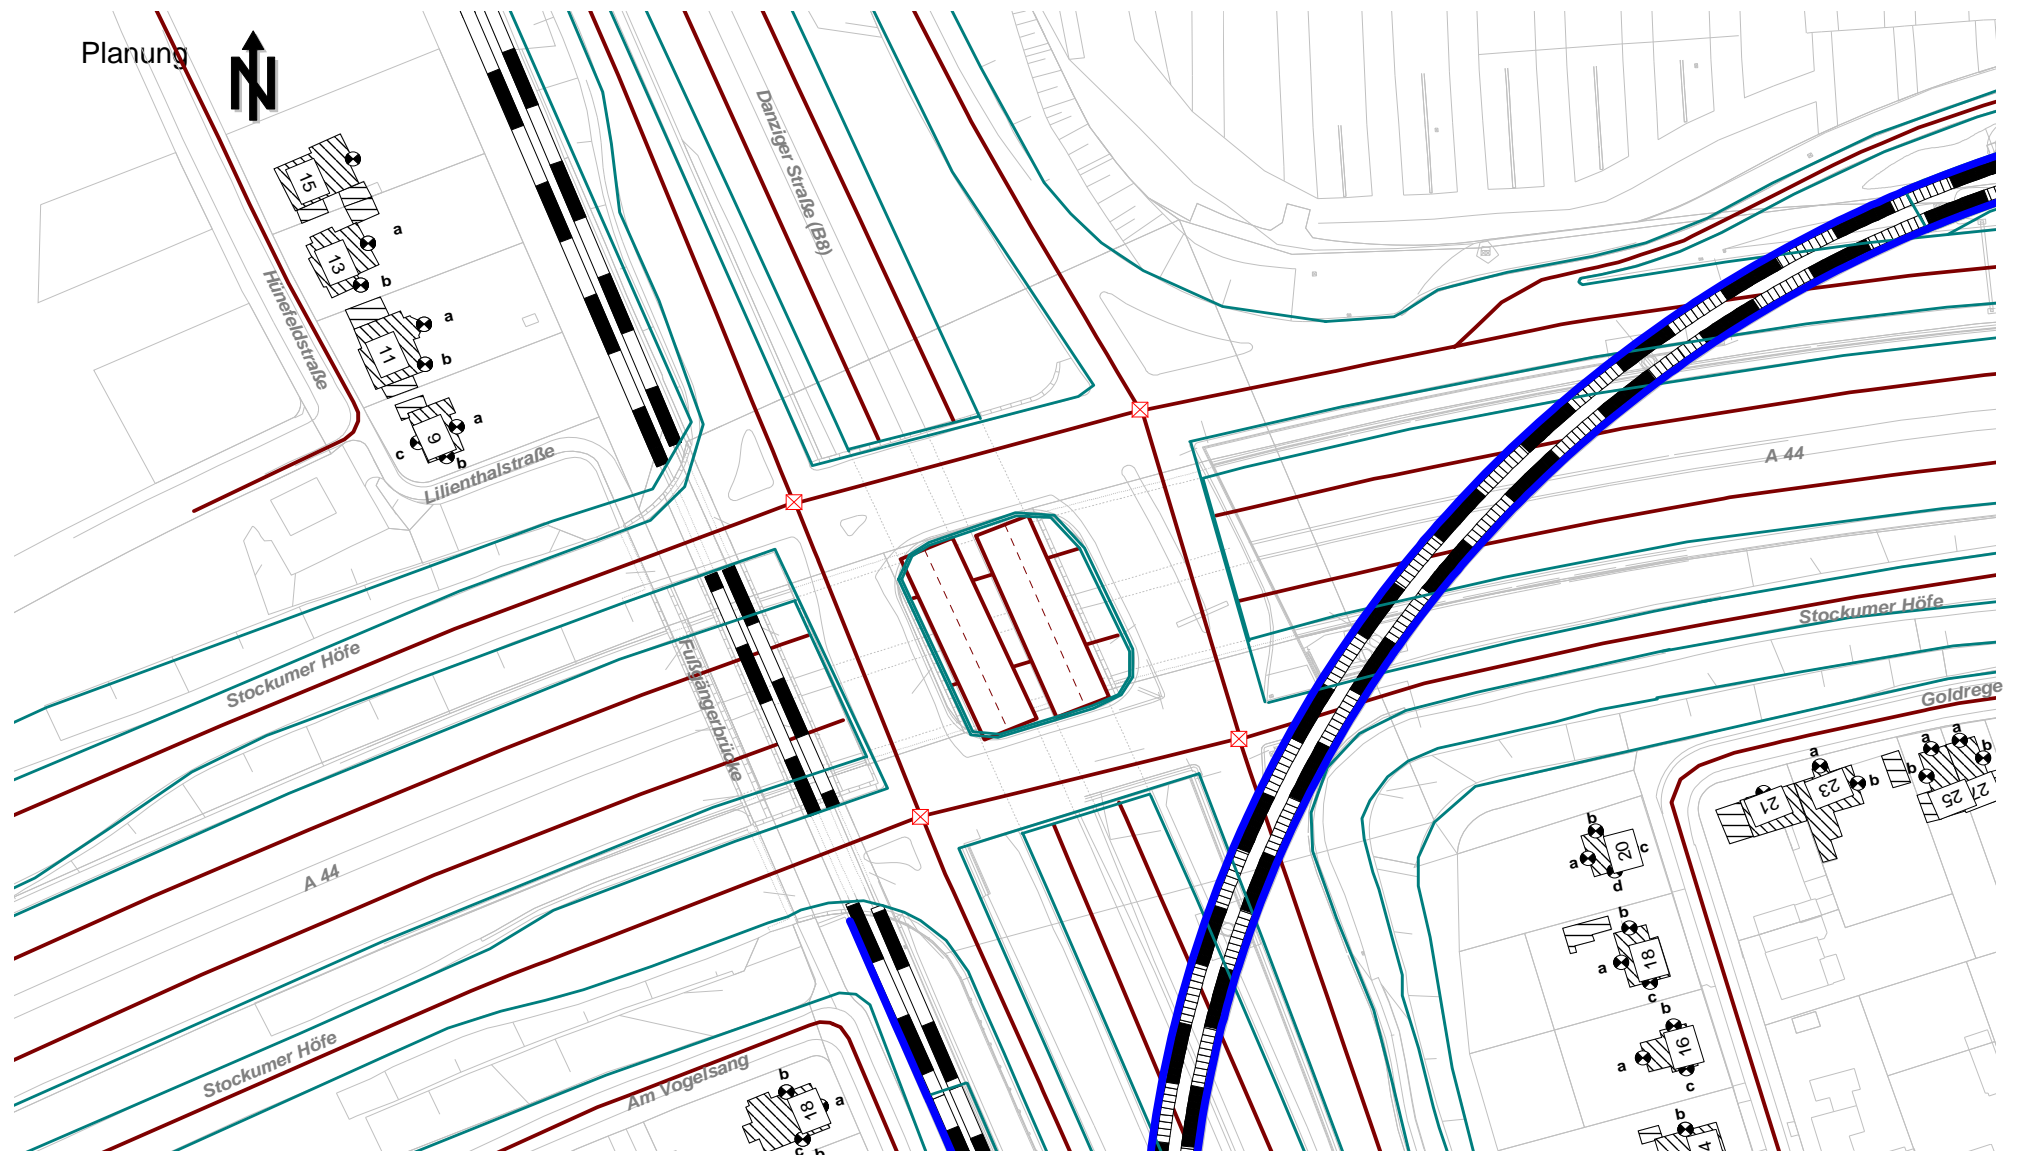 Planung
N
Danziger Straße (B8)
15
a
13
b
Hünefeldstraße
a
11
b
a
9
c
b
Lilienthalstraße
A 44
Stockumer Höfe
Stockumer Höfe
Fußgängerbrücke
Goldrege
a
a
b
a
b
b
23
21
25
27
b
20
c
a
d
A 44
b
18
a
c
b
16
a
c
Stockumer Höfe
Am Vogelsang
b
18
a
c
b
b
4